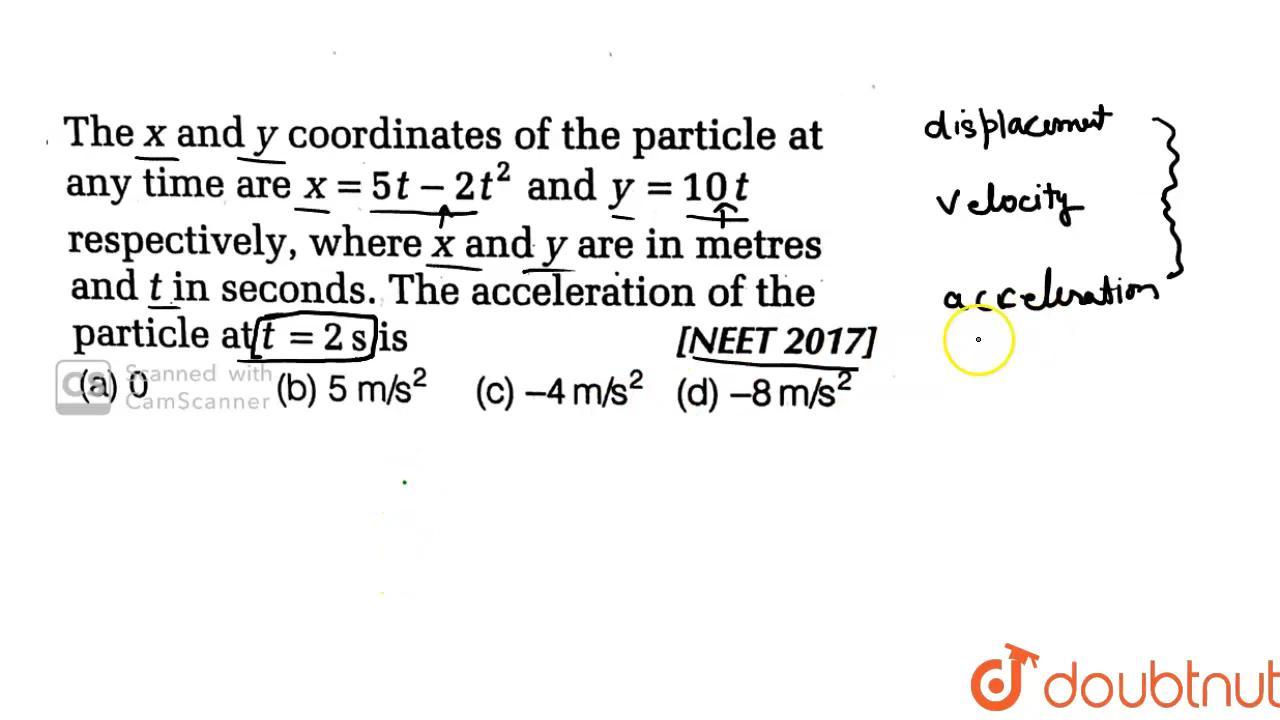 The x and y coordinates of the particle at
any time are x = 5t – 2t² and y = 10t
respectively, where x and y are in metres
and t in seconds. The acceleration of the
particle at t = 2 s is [NEET 2017]
(a) 0 (b) 5 m/s² (c) –4 m/s² (d) –8 m/s²
CS Scanned with
CamScanner
displacement
velocity
acceleration
doubtnut